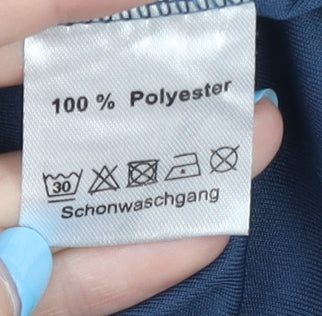 100 % Polyester
30
Schonwaschgang